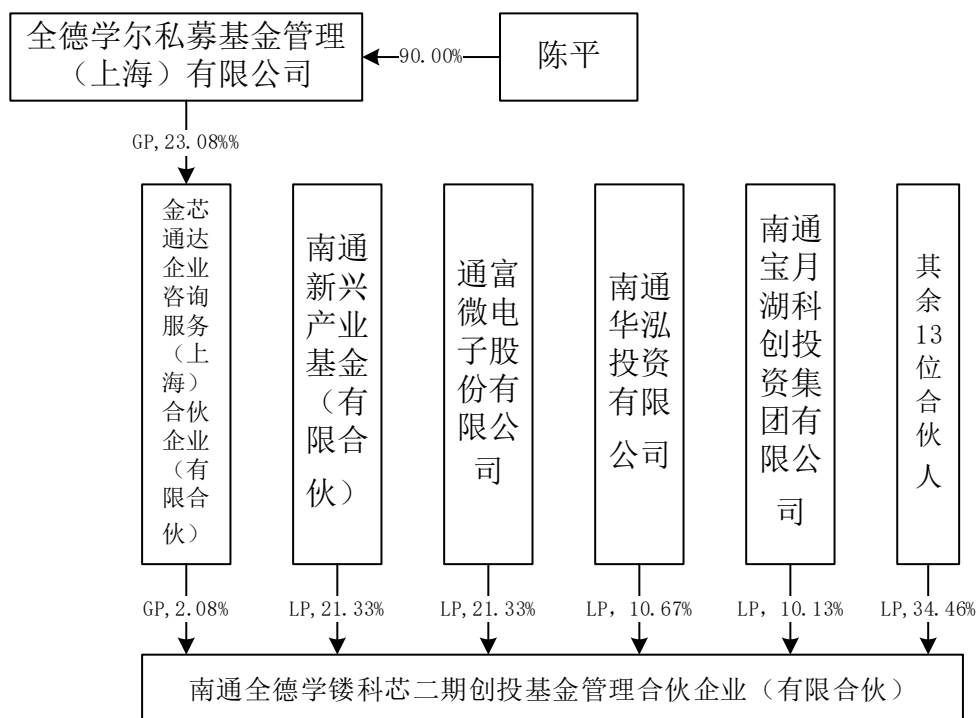 全德学尔私募基金管理
（上海）有限公司
90.00%
陈平
GP,23.08%%
金芯
通达
企业
咨询
服务
（上
海）
合伙
企业
（有
限合
伙）
南通
新兴
产业
基金
（有
限合
伙）
通富
微电
子股
份有
限公
司
南通
华泓
投资
有限
公司
南通
宝月
湖科
创投
资集
团有
限公
司
其
余
13
位
合
伙
人
GP,2.08%
LP,21.33%
LP,21.33%
LP，10.67%
LP，10.13%
LP,34.46%
南通全德学镂科芯二期创投基金管理合伙企业（有限合伙）